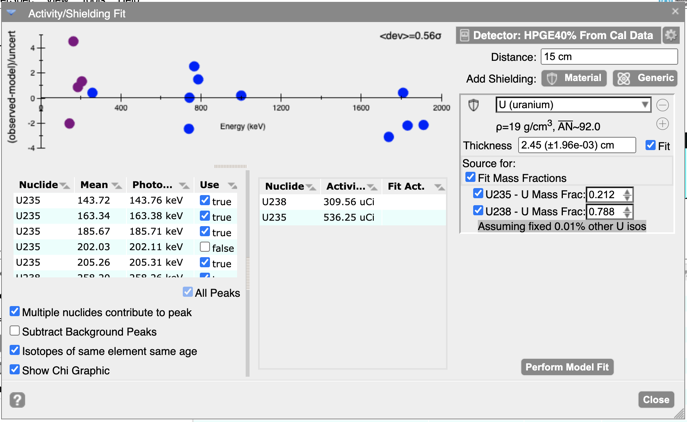 Activity/Shielding Fit
<dev>=0.56σ
(observed-model)/uncert
4
2
0
-2
-4
0
400
800
1200
1600
2000
Energy (keV)
Detector: HPGE40% From Cal Data
Distance: 15 cm
Add Shielding: Material Generic
U (uranium)
ρ=19 g/cm3, AN~92.0
Thickness 2.45 (±1.96e-03) cm Fit
Source for:
Fit Mass Fractions
U235 - U Mass Frac: 0.212
U238 - U Mass Frac: 0.788
Assuming fixed 0.01% other U isos
Nuclide Mean Photo... Use
U235 143.72 143.76 keV true
U235 163.34 163.38 keV true
U235 185.67 185.71 keV true
U235 202.03 202.11 keV false
U235 205.26 205.31 keV true
All Peaks
Nuclide Activi... Fit Act.
U238 309.56 uCi
U235 536.25 uCi
Multiple nuclides contribute to peak
Subtract Background Peaks
Isotopes of same element same age
Show Chi Graphic
Perform Model Fit
?
Close